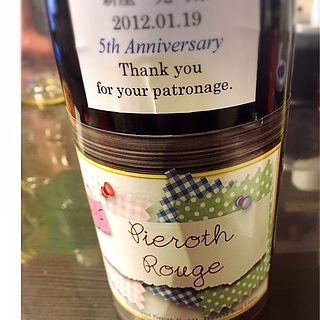 2012.01.19
5th Anniversary
Thank you
for your patronage.
Pieroth
Rouge